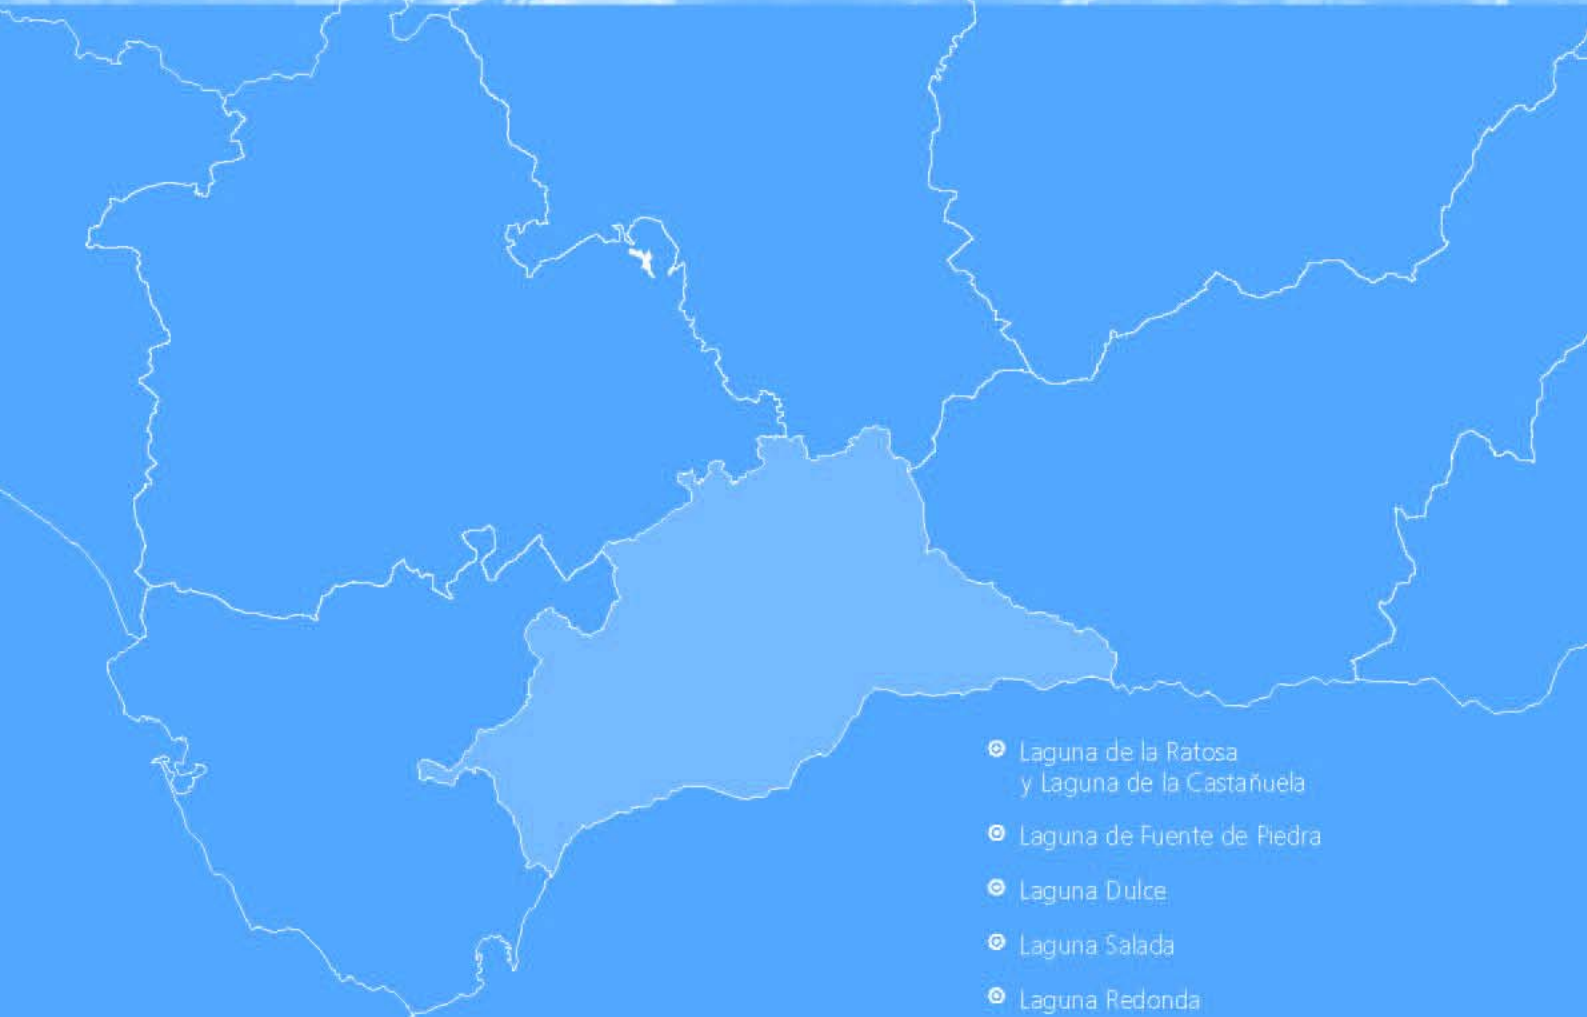 Laguna de la Ratosa
y Laguna de la Castañuela
Laguna de Fuente de Piedra
Laguna Dulce
Laguna Salada
Laguna Redonda